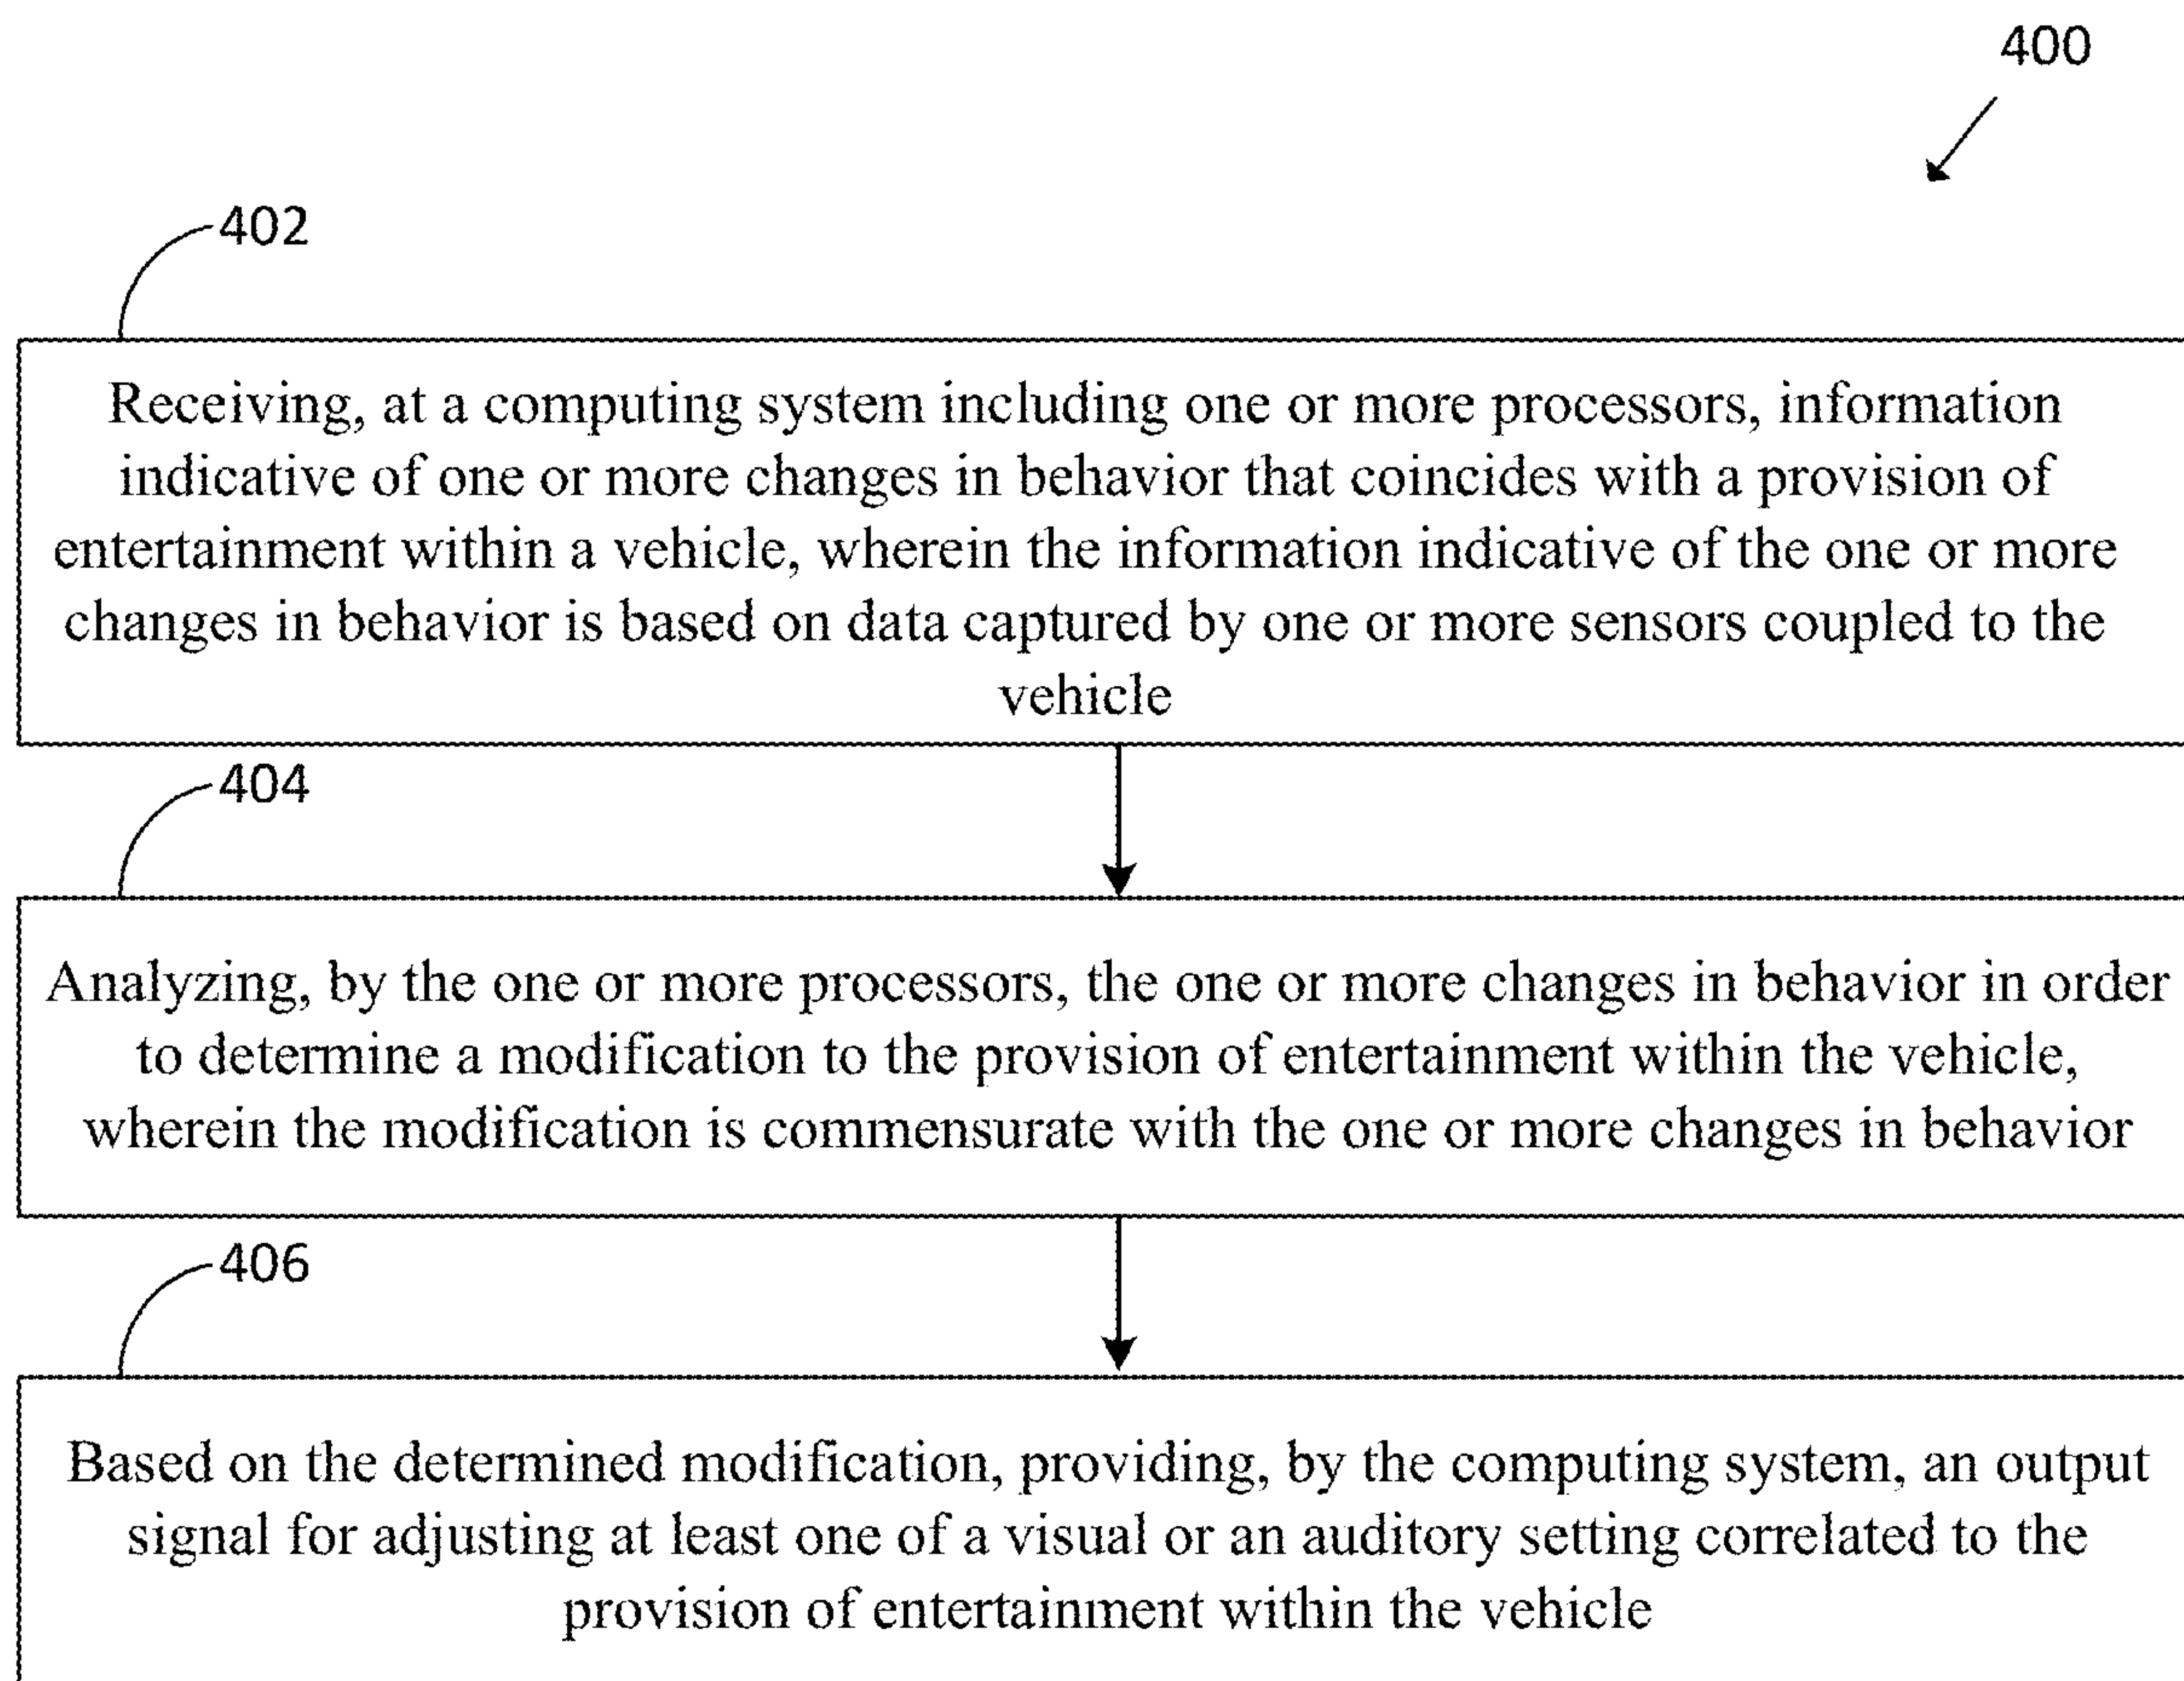 400
402
Receiving, at a computing system including one or more processors, information
indicative of one or more changes in behavior that coincides with a provision of
entertainment within a vehicle, wherein the information indicative of the one or more
changes in behavior is based on data captured by one or more sensors coupled to the
vehicle
404
Analyzing, by the one or more processors, the one or more changes in behavior in order
to determine a modification to the provision of entertainment within the vehicle,
wherein the modification is commensurate with the one or more changes in behavior
406
Based on the determined modification, providing, by the computing system, an output
signal for adjusting at least one of a visual or an auditory setting correlated to the
provision of entertainment within the vehicle